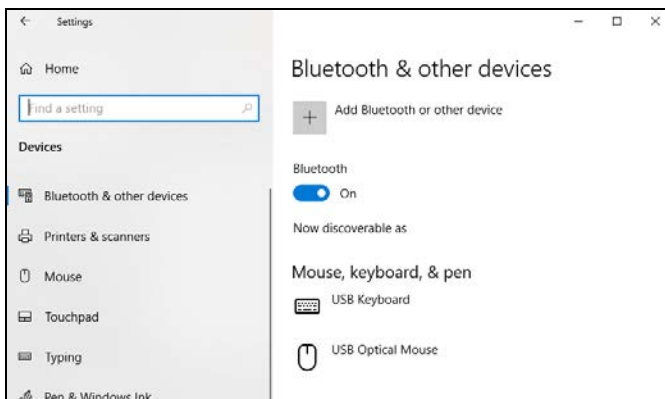 Settings
Home
Find a setting
Devices
Bluetooth & other devices
Printers & scanners
Mouse
Touchpad
Typing
Pen & Windows Ink
Bluetooth & other devices
Add Bluetooth or other device
Bluetooth
On
Now discoverable as
Mouse, keyboard, & pen
USB Keyboard
USB Optical Mouse